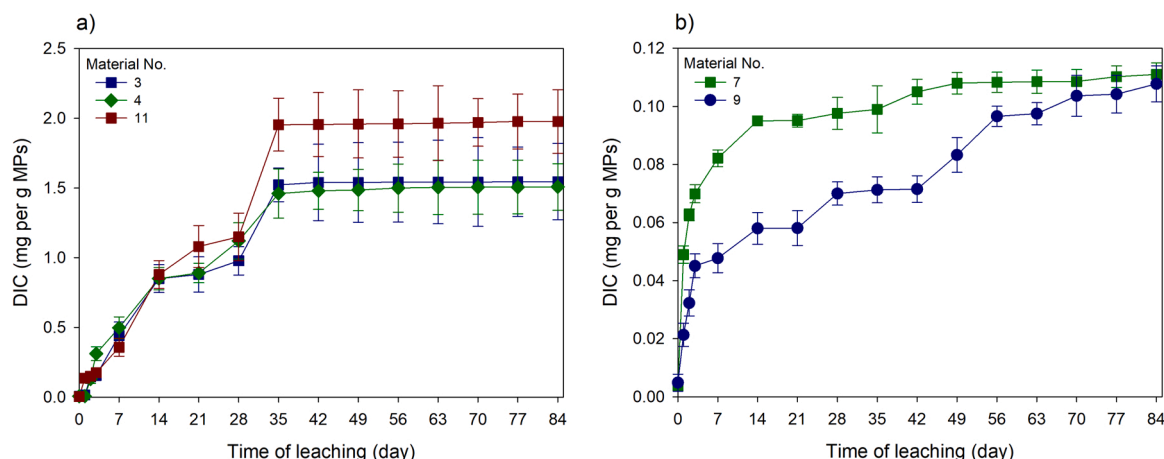 a)
Material No.
3
4
11
DIC (mg per g MPs)
2.5
2.0
1.5
1.0
0.5
0.0
0 7 14 21 28 35 42 49 56 63 70 77 84
Time of leaching (day)
b)
Material No.
7
9
DIC (mg per g MPs)
0.12
0.10
0.08
0.06
0.04
0.02
0.00
0 7 14 21 28 35 42 49 56 63 70 77 84
Time of leaching (day)